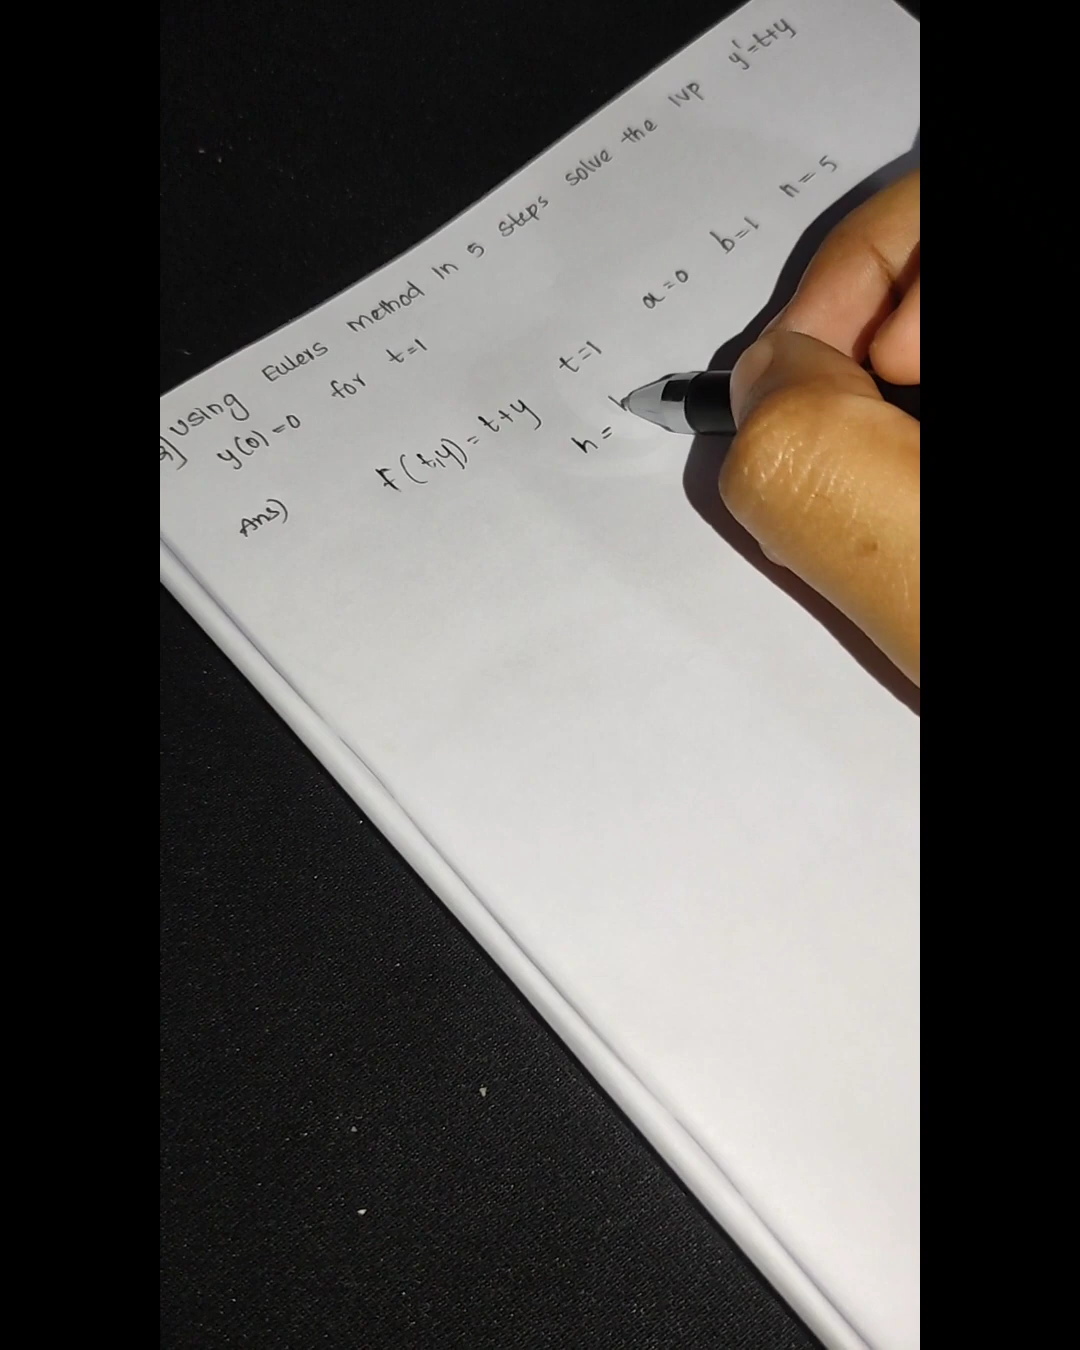 Using Eulers method in 5 steps solve the IVP y'=t+y
y(0)=0 for t=1
Ans) F(t,y)= t+y t=1 a=0 b=1 n=5
h=